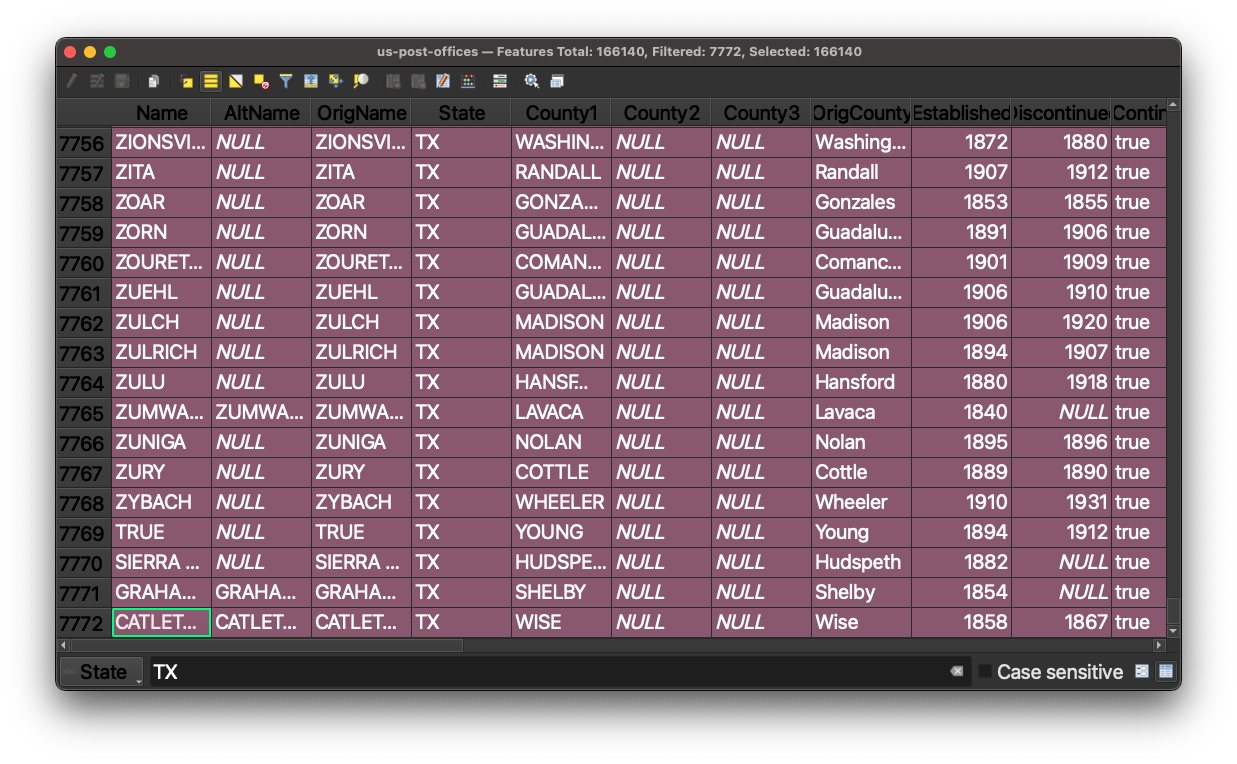 us-post-offices — Features Total: 166140, Filtered: 7772, Selected: 166140
Name AltName OrigName State County1 County2 County3 OrigCounty Established Discontinued Contin
7756 ZIONSVI... NULL ZIONSVI... TX WASHIN... NULL NULL Washing... 1872 1880 true
7757 ZITA NULL ZITA TX RANDALL NULL NULL Randall 1907 1912 true
7758 ZOAR NULL ZOAR TX GONZA... NULL NULL Gonzales 1853 1855 true
7759 ZORN NULL ZORN TX GUADAL... NULL NULL Guadalu... 1891 1906 true
7760 ZOURET... NULL ZOURET... TX COMAN... NULL NULL Comanc... 1901 1909 true
7761 ZUEHL NULL ZUEHL TX GUADAL... NULL NULL Guadalu... 1906 1910 true
7762 ZULCH NULL ZULCH TX MADISON NULL NULL Madison 1906 1920 true
7763 ZULRICH NULL ZULRICH TX MADISON NULL NULL Madison 1894 1907 true
7764 ZULU NULL ZULU TX HANSF... NULL NULL Hansford 1880 1918 true
7765 ZUMWA... ZUMWA... ZUMWA... TX LAVACA NULL NULL Lavaca 1840 NULL true
7766 ZUNIGA NULL ZUNIGA TX NOLAN NULL NULL Nolan 1895 1896 true
7767 ZURY NULL ZURY TX COTTLE NULL NULL Cottle 1889 1890 true
7768 ZYBACH NULL ZYBACH TX WHEELER NULL NULL Wheeler 1910 1931 true
7769 TRUE NULL TRUE TX YOUNG NULL NULL Young 1894 1912 true
7770 SIERRA ... NULL SIERRA ... TX HUDSPE... NULL NULL Hudspeth 1882 NULL true
7771 GRAHA... GRAHA... GRAHA... TX SHELBY NULL NULL Shelby 1854 NULL true
7772 CATLET... CATLET... CATLET... TX WISE NULL NULL Wise 1858 1867 true
State TX Case sensitive